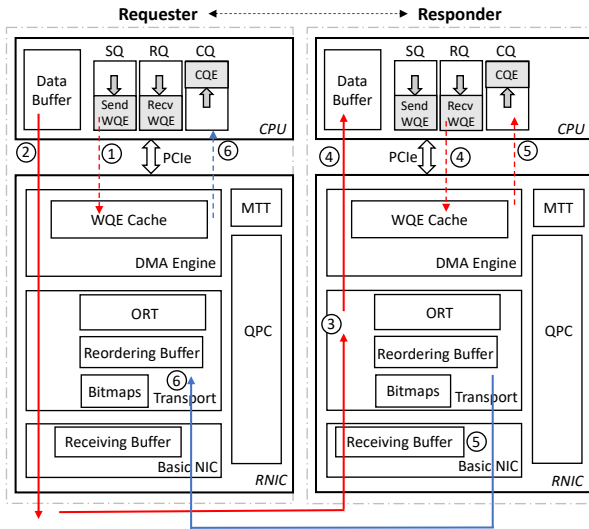 Requester
Responder
SQ RQ CQ
Data
Buffer
Send
WQE
Recv
WQE
CQE
CPU
② ① ⑥
PCIe
WQE Cache
MTT
DMA Engine
ORT
Reordering Buffer
⑥
Bitmaps
Transport
QPC
Receiving Buffer
Basic NIC
RNIC
SQ RQ CQ
Data
Buffer
Send
WQE
Recv
WQE
CQE
CPU
④ PCIe ④ ⑤
WQE Cache
MTT
DMA Engine
③
ORT
Reordering Buffer
Bitmaps
Transport
QPC
Receiving Buffer ⑤
Basic NIC
RNIC